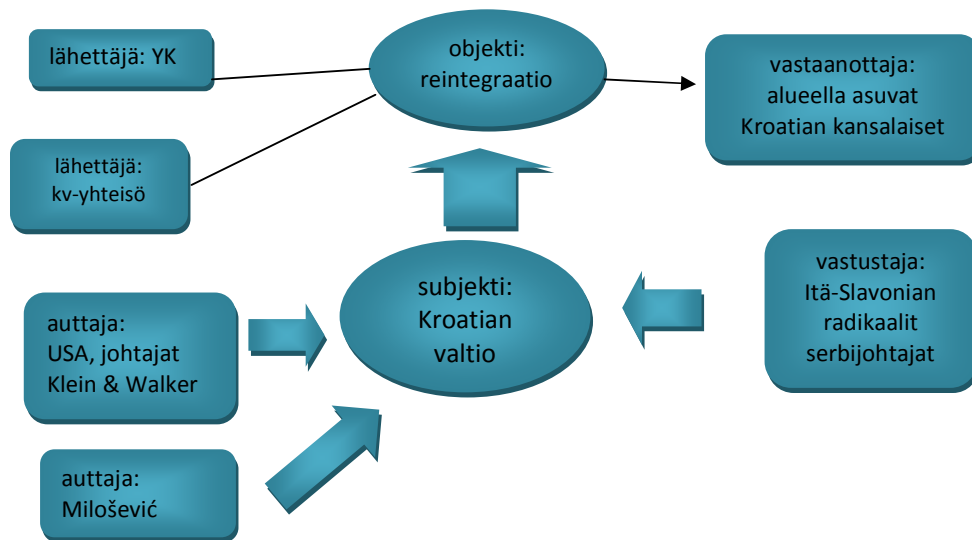 lähettäjä: YK
objekti:
reintegraatio
vastaanottaja:
alueella asuvat
Kroatian kansalaiset
lähettäjä:
kv-yhteisö
subjekti:
Kroatian
valtio
vastustaja:
Itä-Slavonian
radikaalit
serbijohtajat
auttaja:
USA, johtajat
Klein & Walker
auttaja:
Milošević